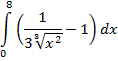 ∫₀⁸ (1/(3∛(x²)) − 1) dx